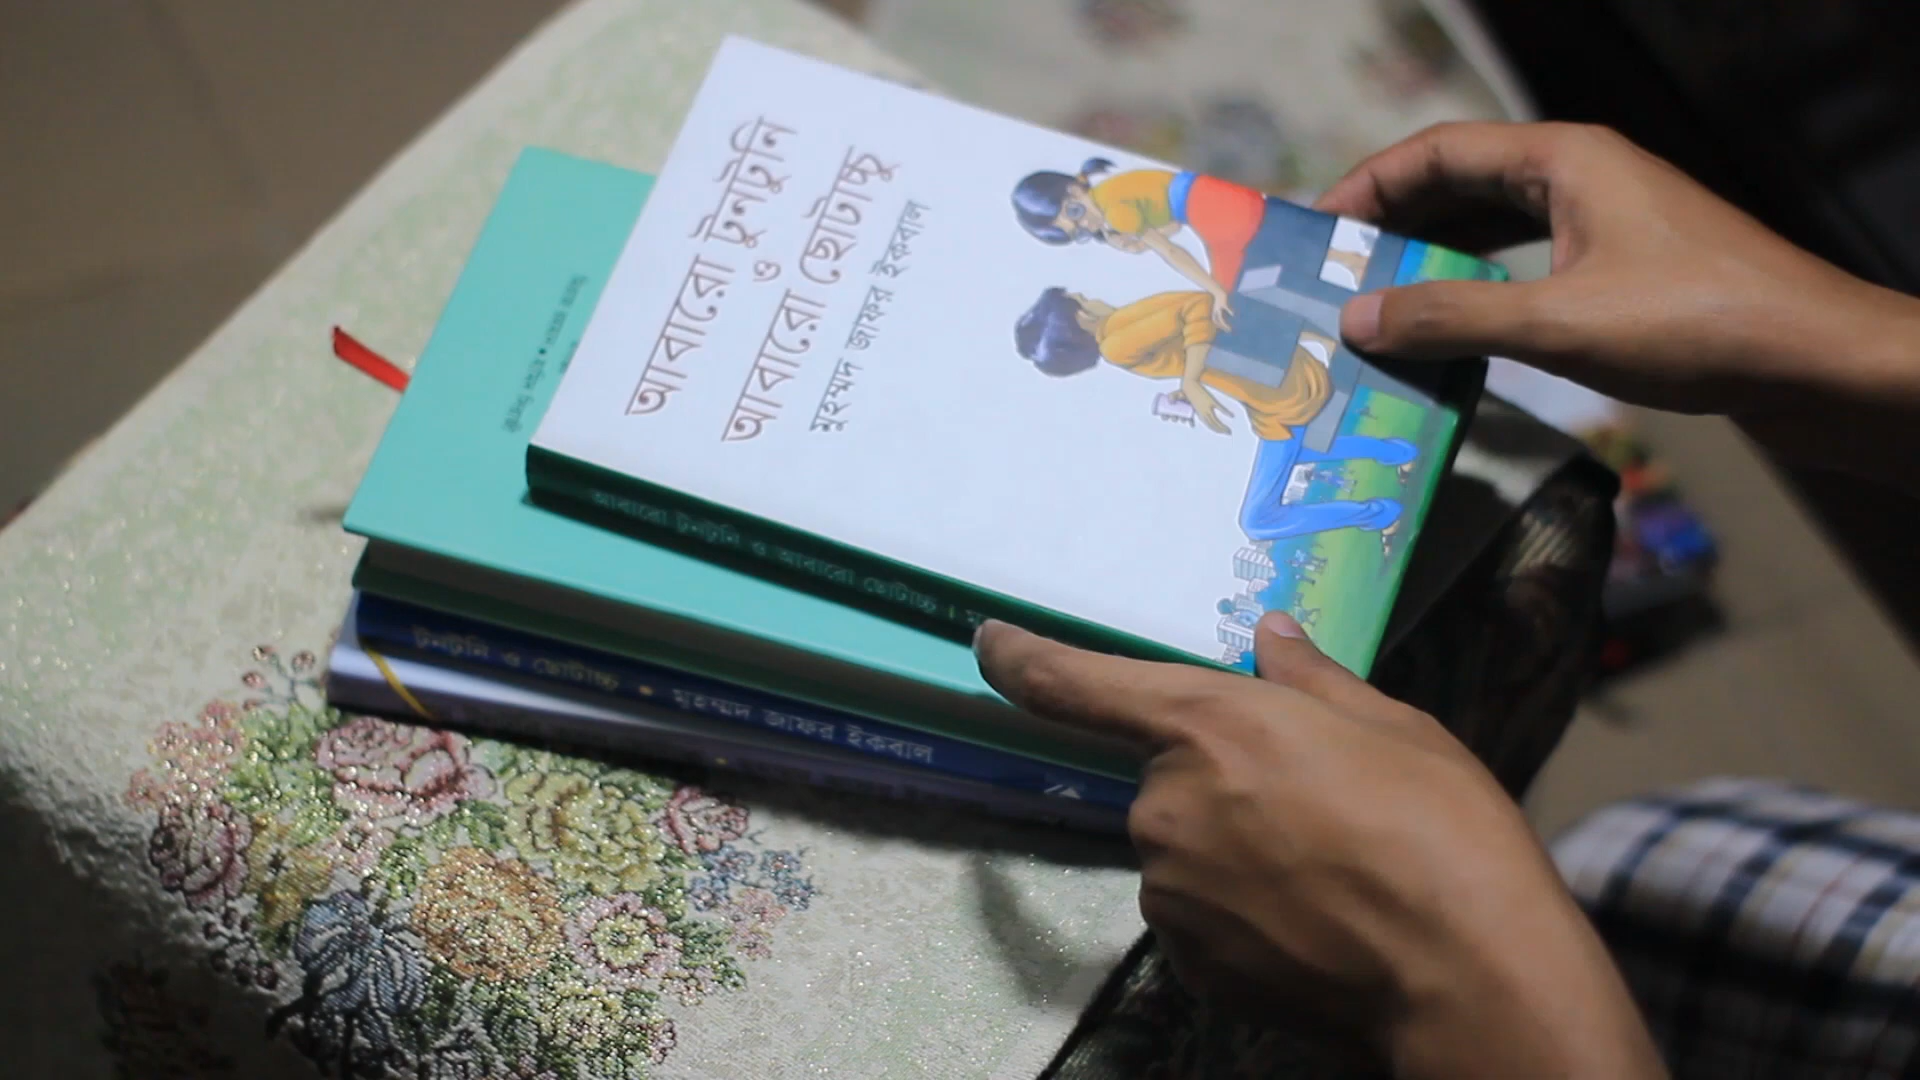 আবারো টুনটুনি
ও
আবারো ছোটাচ্চু
মুহম্মদ জাফর ইকবাল
আবারো টুনটুনি ও আবারো ছোটাচ্চু ।
টুনটুনি ও ছোটাচ্চু • মুহম্মদ জাফর ইকবাল